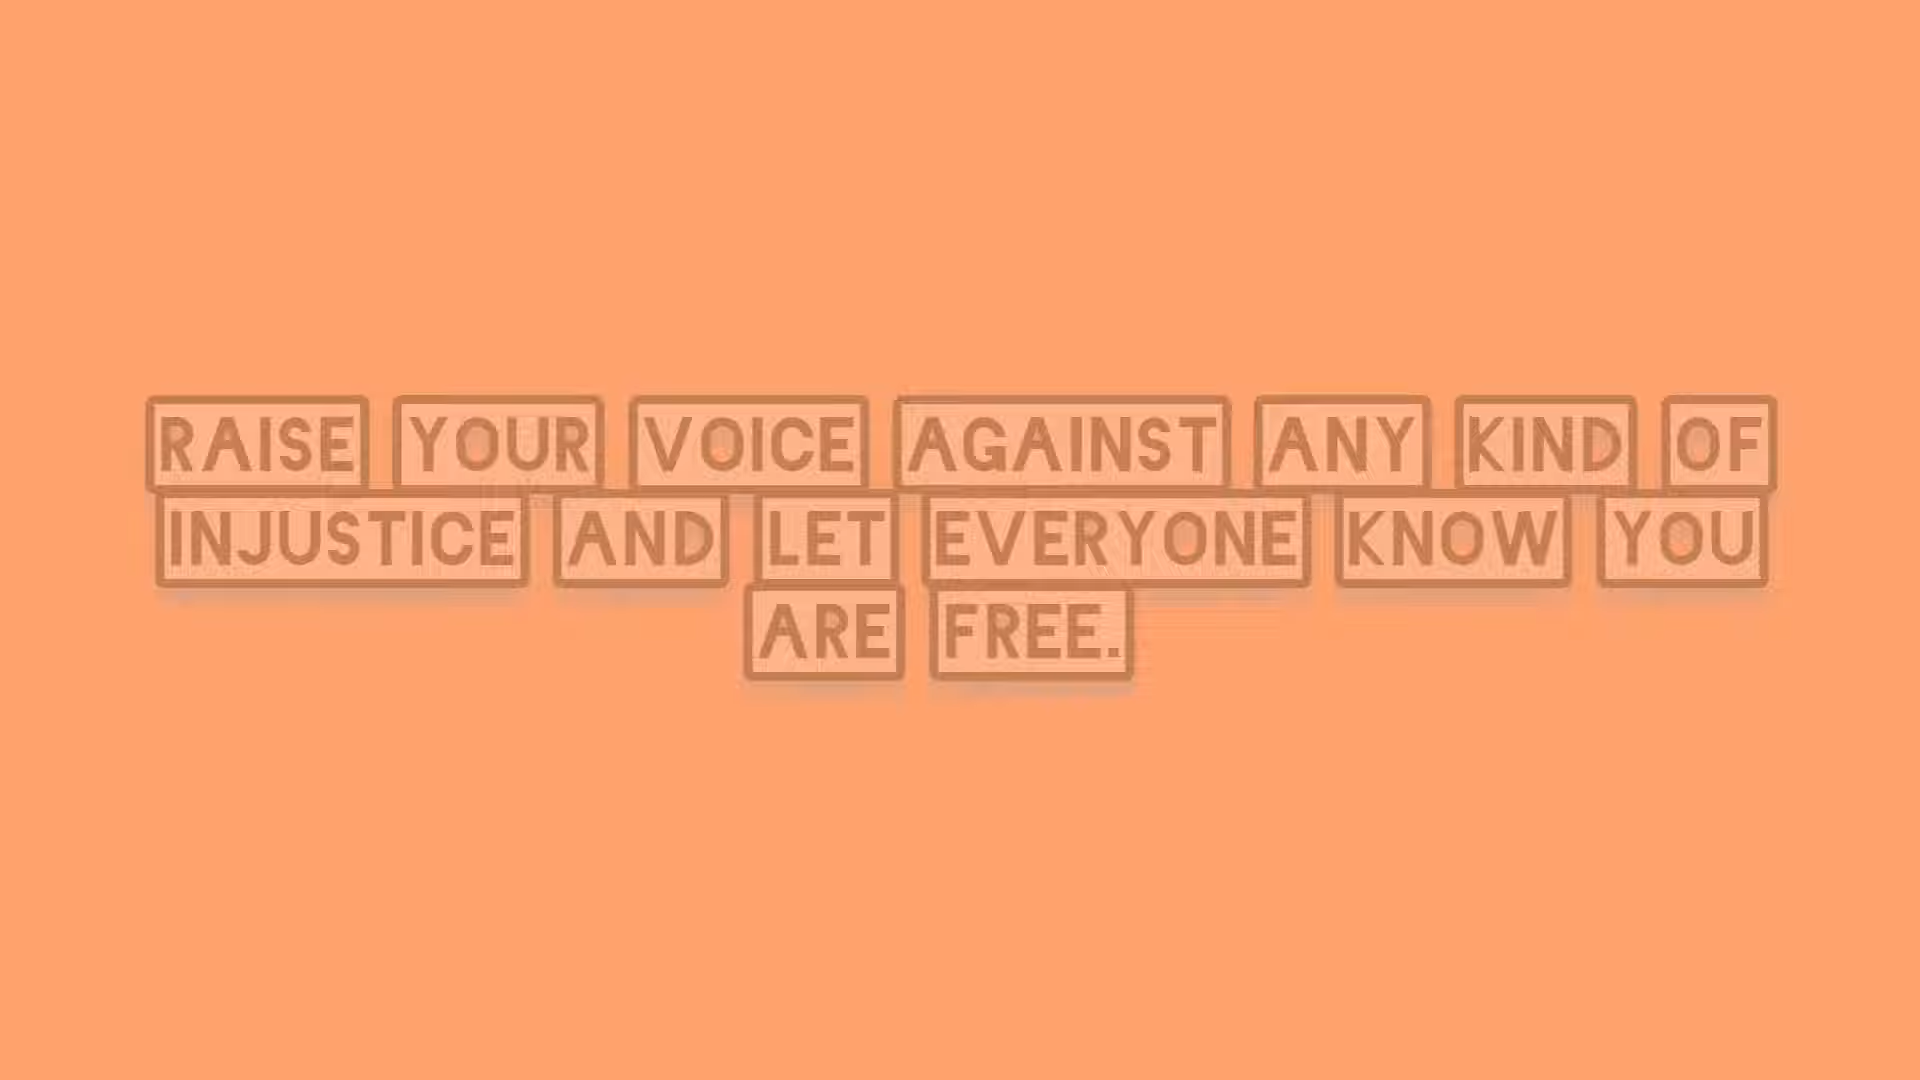 RAISE YOUR VOICE AGAINST ANY KIND OF
INJUSTICE AND LET EVERYONE KNOW YOU
ARE FREE.